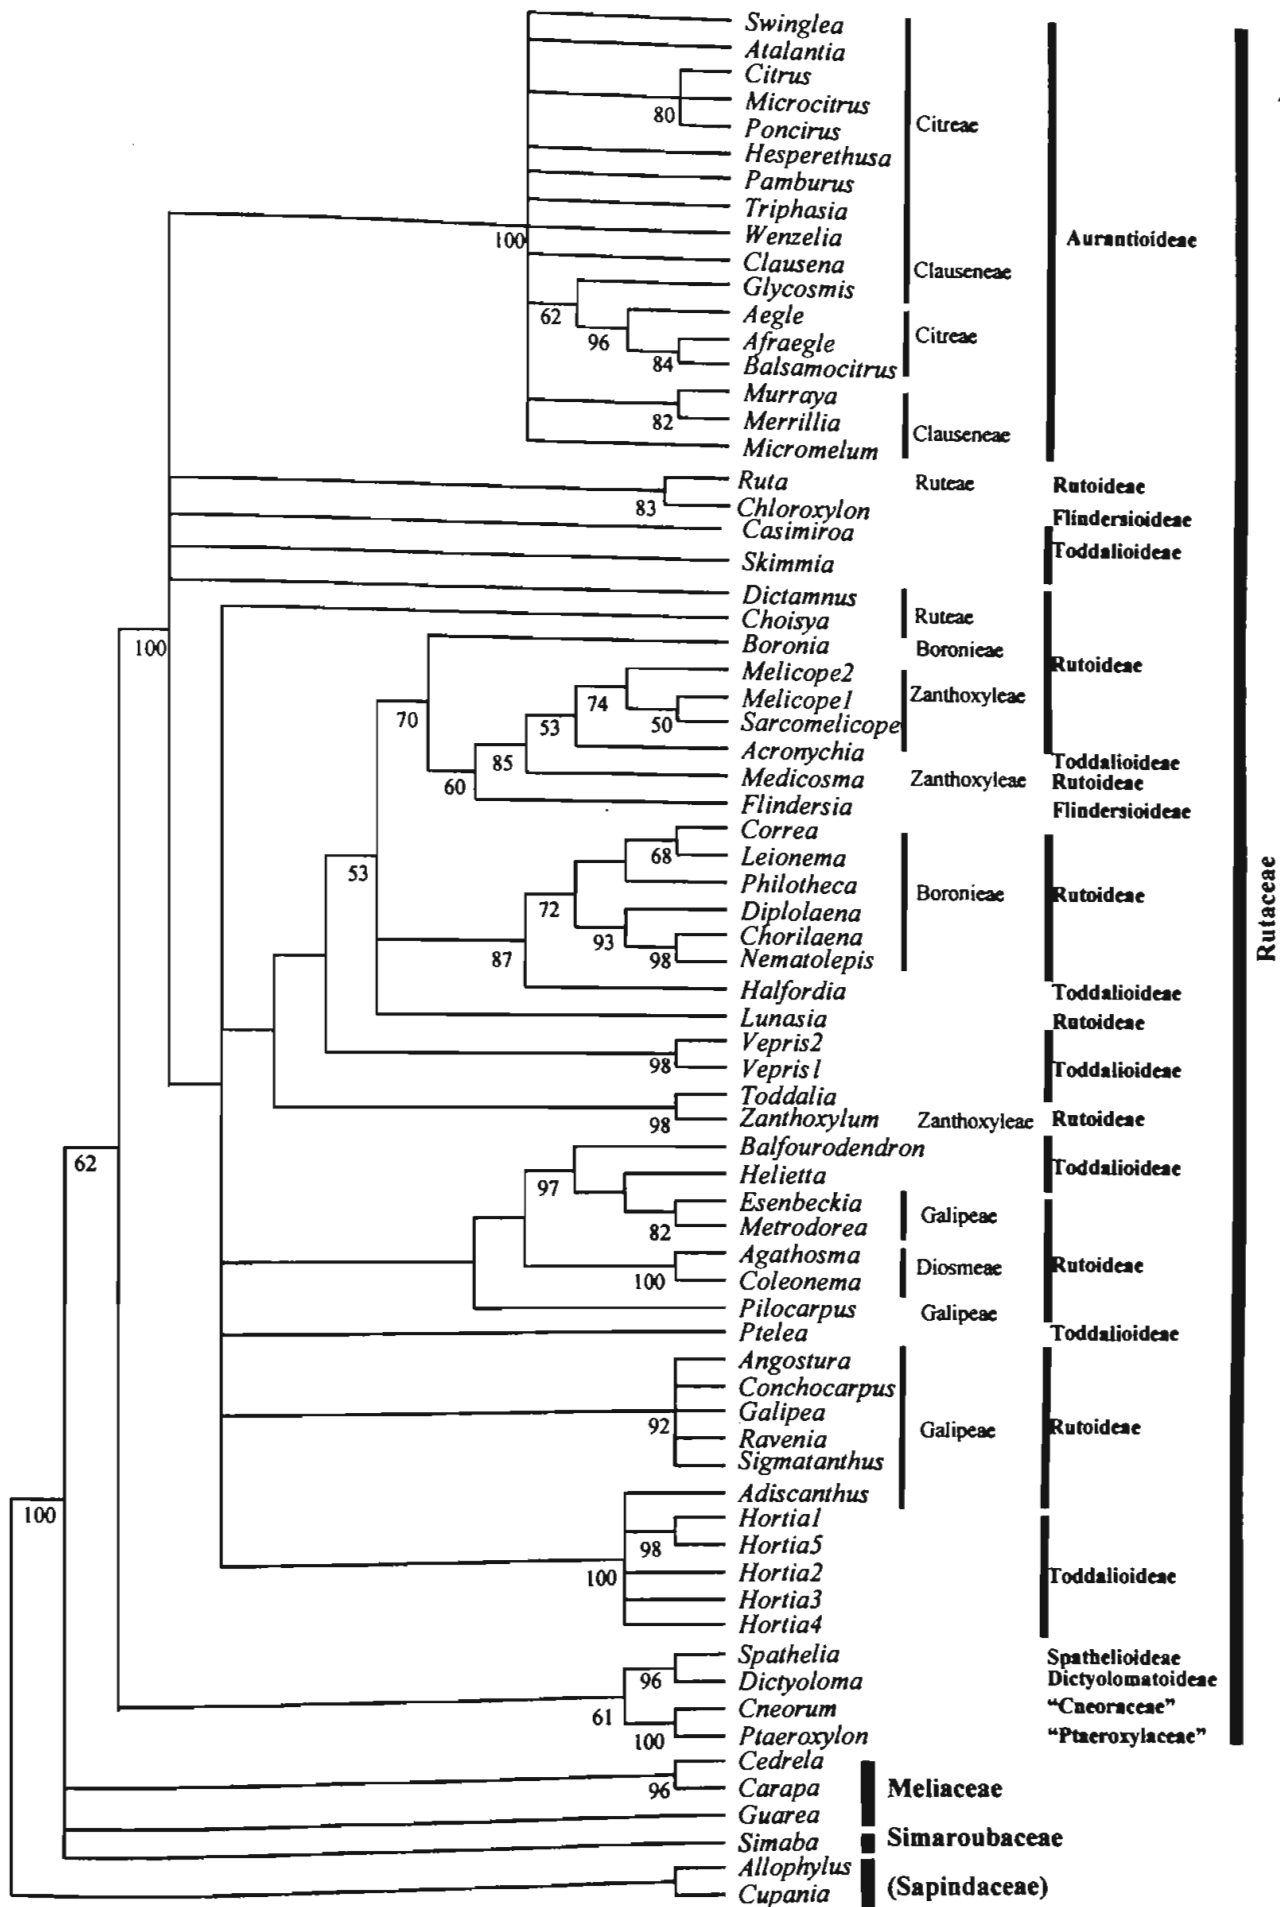 Swinglea
Atalantia
Citrus
Microcitrus
80
Poncirus
Citreae
Hesperethusa
Pamburus
Triphasia
Wenzelia
100
Aurantioideae
Clausena
Clauseneae
Glycosmis
62
Aegle
96
Afraegle
Citreae
84
Balsamocitrus
Murraya
82
Merrillia
Clauseneae
Micromelum
Ruta
Ruteae
Rutoideae
83
Chloroxylon
Flindersioideae
Casimiroa
Toddalioideae
Skimmia
Dictamnus
Choisya
Ruteae
100
Boronia
Boronieae
Rutoideae
Melicope2
74
Melicope1
Zanthoxyleae
70
53
50
Sarcomelicope
Acronychia
Toddalioideae
85
60
Medicosma
Zanthoxyleae
Rutoideae
Flindersia
Flindersioideae
Correa
68
Leionema
53
Philotheca
Boronieae
Rutoideae
72
Diplolaena
93
Chorilaena
87
98
Nematolepis
Halfordia
Toddalioideae
Lunasia
Rutoideae
Vepris2
98
Vepris1
Toddalioideae
Toddalia
98
Zanthoxylum
Zanthoxyleae
Rutoideae
Rutaceae
62
Balfourodendron
97
Helietta
Toddalioideae
Esenbeckia
82
Metrodorea
Galipeae
Agathosma
100
Coleonema
Diosmeae
Rutoideae
Pilocarpus
Galipeae
Ptelea
Toddalioideae
Angostura
Conchocarpus
92
Galipea
Galipeae
Rutoideae
Ravenia
Sigmatanthus
Adiscanthus
100
Hortia1
98
Hortia5
100
Hortia2
Toddalioideae
Hortia3
Hortia4
Spathelia
Spathelioideae
96
Dictyoloma
Dictyolomatoideae
61
Cneorum
“Cneoraceae”
100
Ptaeroxylon
“Ptaeroxylaceae”
Cedrela
96
Carapa
Meliaceae
Guarea
Simaba
Simaroubaceae
Allophylus
Cupania
(Sapindaceae)